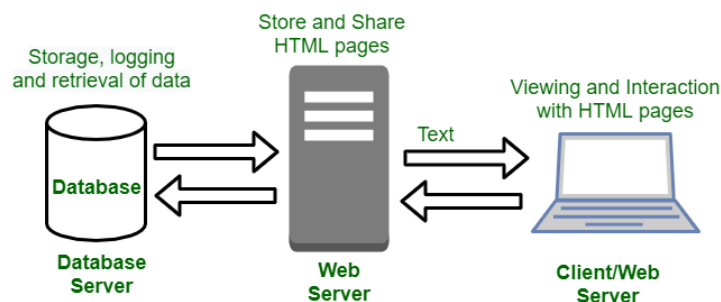 Storage, logging
and retrieval of data
Database
Database
Server
Store and Share
HTML pages
Web
Server
Text
Viewing and Interaction
with HTML pages
Client/Web
Server